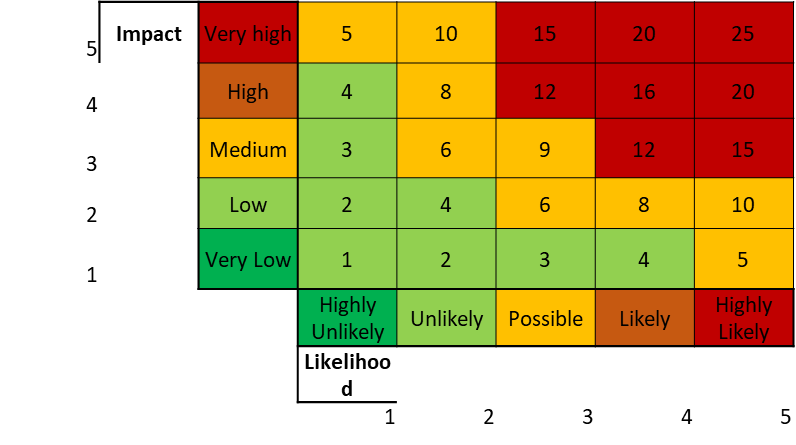 5 Impact Very high 5 10 15 20 25
4 High 4 8 12 16 20
3 Medium 3 6 9 12 15
2 Low 2 4 6 8 10
1 Very Low 1 2 3 4 5
Highly Unlikely Unlikely Possible Likely Highly Likely
Likelihoo
d
1 2 3 4 5